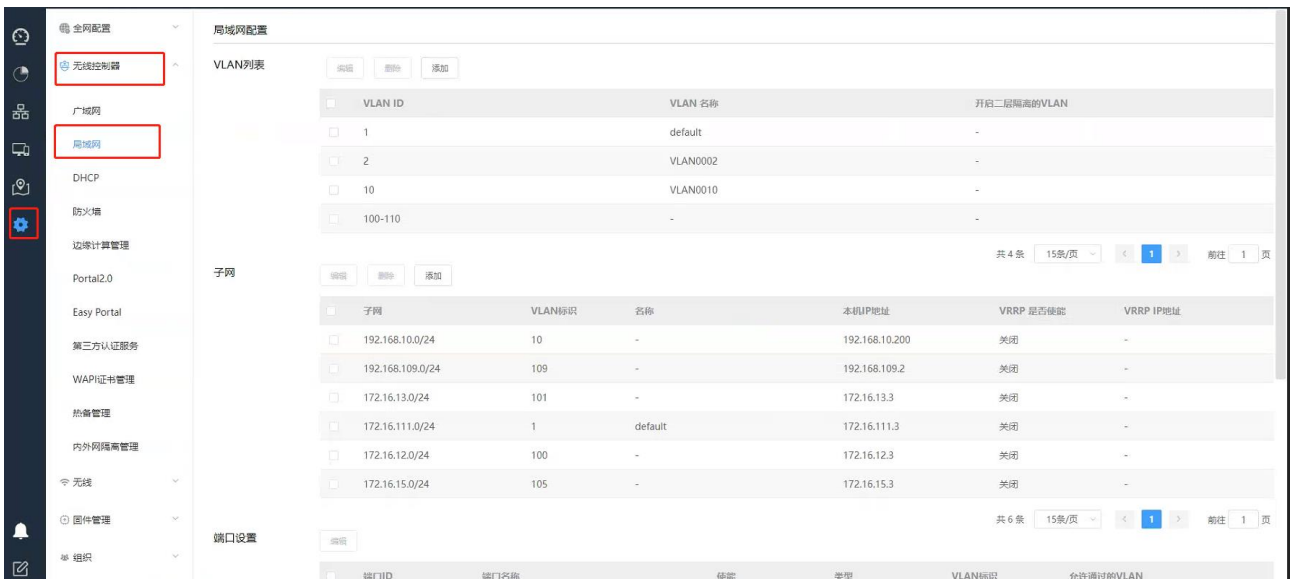 全网配置
无线控制器
广域网
局域网
DHCP
防火墙
边缘计算管理
Portal2.0
Easy Portal
第三方认证服务
WAPI证书管理
热备管理
内外网隔离管理
无线
固件管理
组织
局域网配置
VLAN列表 编辑 删除 添加
VLAN ID VLAN 名称 开启二层隔离的VLAN
1 default -
2 VLAN0002 -
10 VLAN0010 -
100-110 - -
共 4 条 15条/页 < 1 > 前往 1 页
子网 编辑 删除 添加
子网 VLAN标识 名称 本机IP地址 VRRP 是否使能 VRRP IP地址
192.168.10.0/24 10 - 192.168.10.200 关闭 -
192.168.109.0/24 109 - 192.168.109.2 关闭 -
172.16.13.0/24 101 - 172.16.13.3 关闭 -
172.16.111.0/24 1 default 172.16.111.3 关闭 -
172.16.12.0/24 100 - 172.16.12.3 关闭 -
172.16.15.0/24 105 - 172.16.15.3 关闭 -
共 6 条 15条/页 < 1 > 前往 1 页
端口设置 编辑
端口ID 端口名称 使能 类型 VLAN标识 允许通过的VLAN